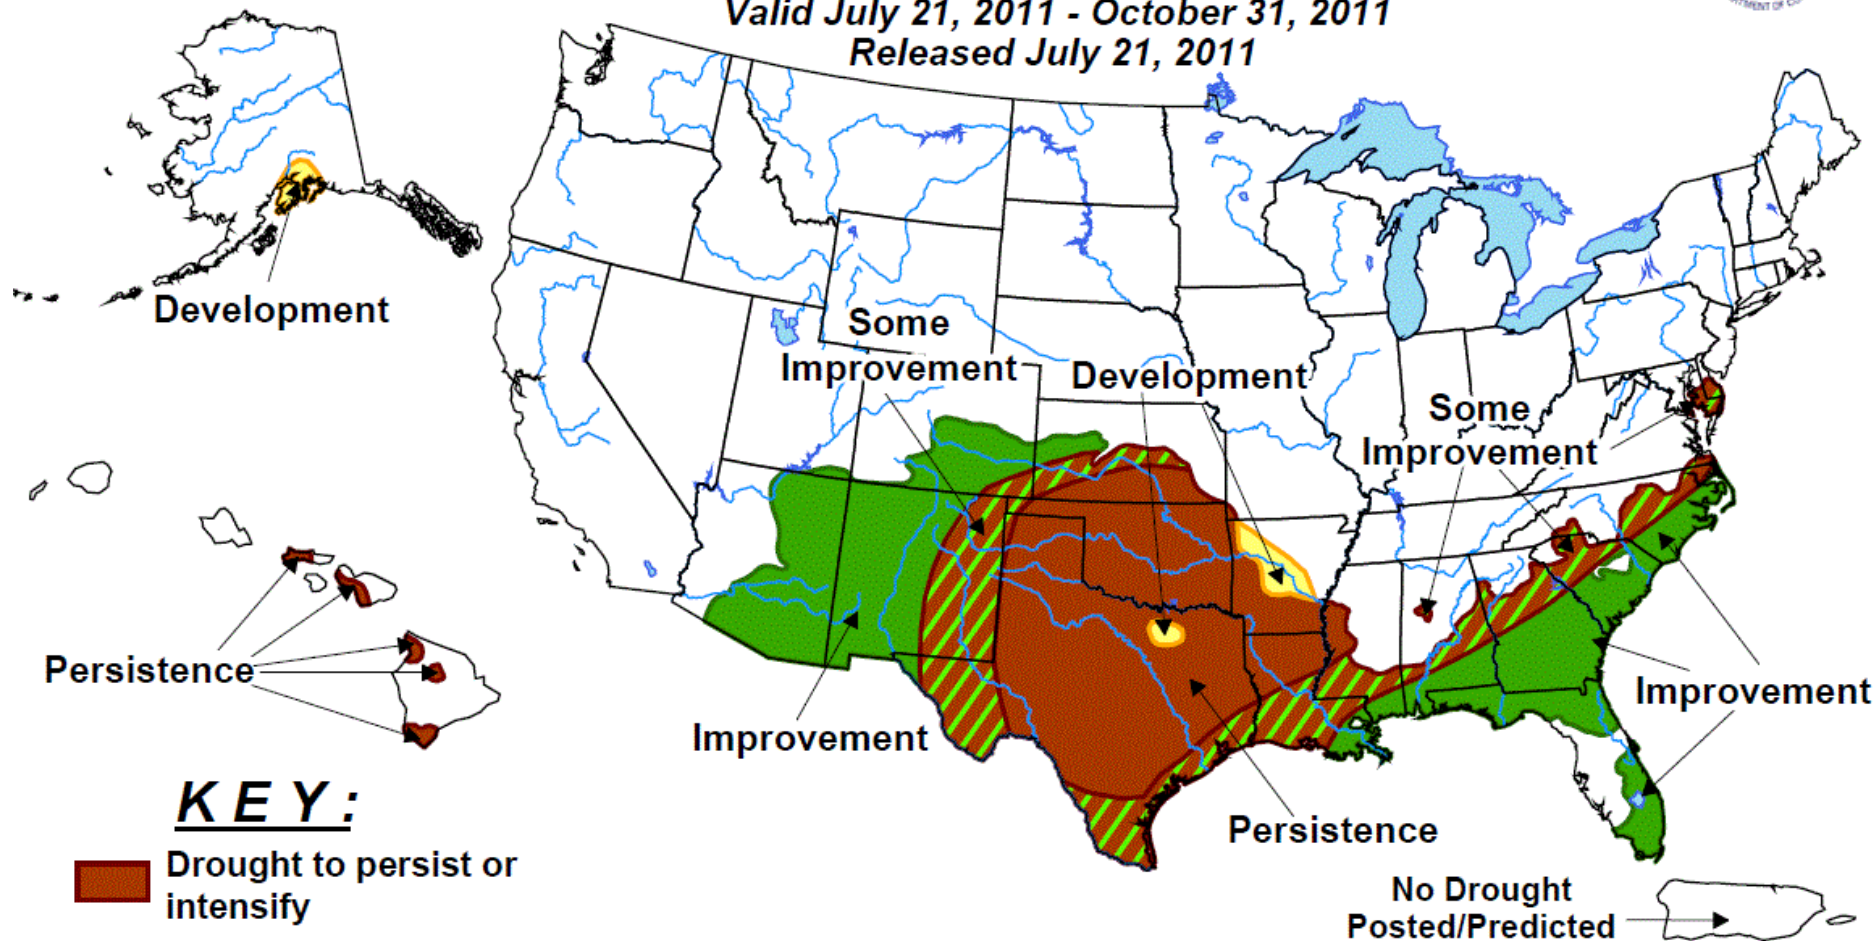 Valid July 21, 2011 - October 31, 2011
Released July 21, 2011
Development
Some
Improvement
Development
Some
Improvement
Persistence
Improvement
Improvement
Persistence
KEY:
Drought to persist or
intensify
No Drought
Posted/Predicted